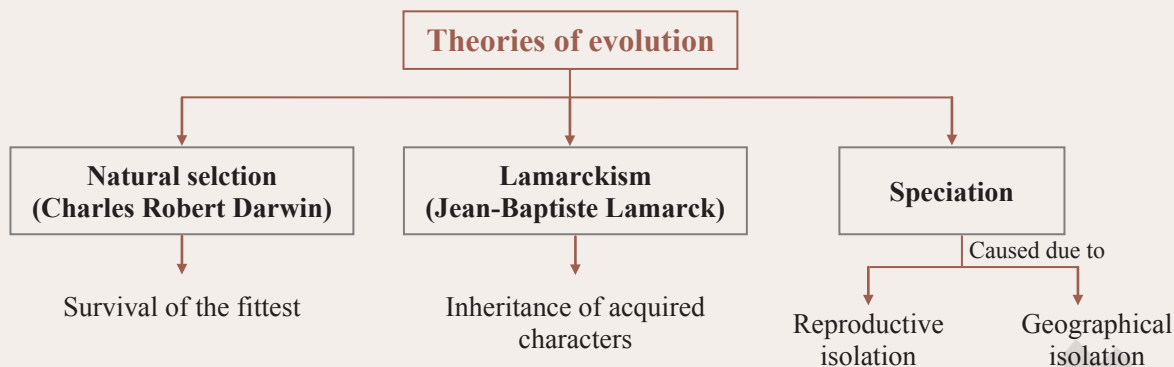 Theories of evolution
Natural selction
(Charles Robert Darwin)
Lamarckism
(Jean-Baptiste Lamarck)
Speciation
Caused due to
Survival of the fittest
Inheritance of acquired
characters
Reproductive
isolation
Geographical
isolation